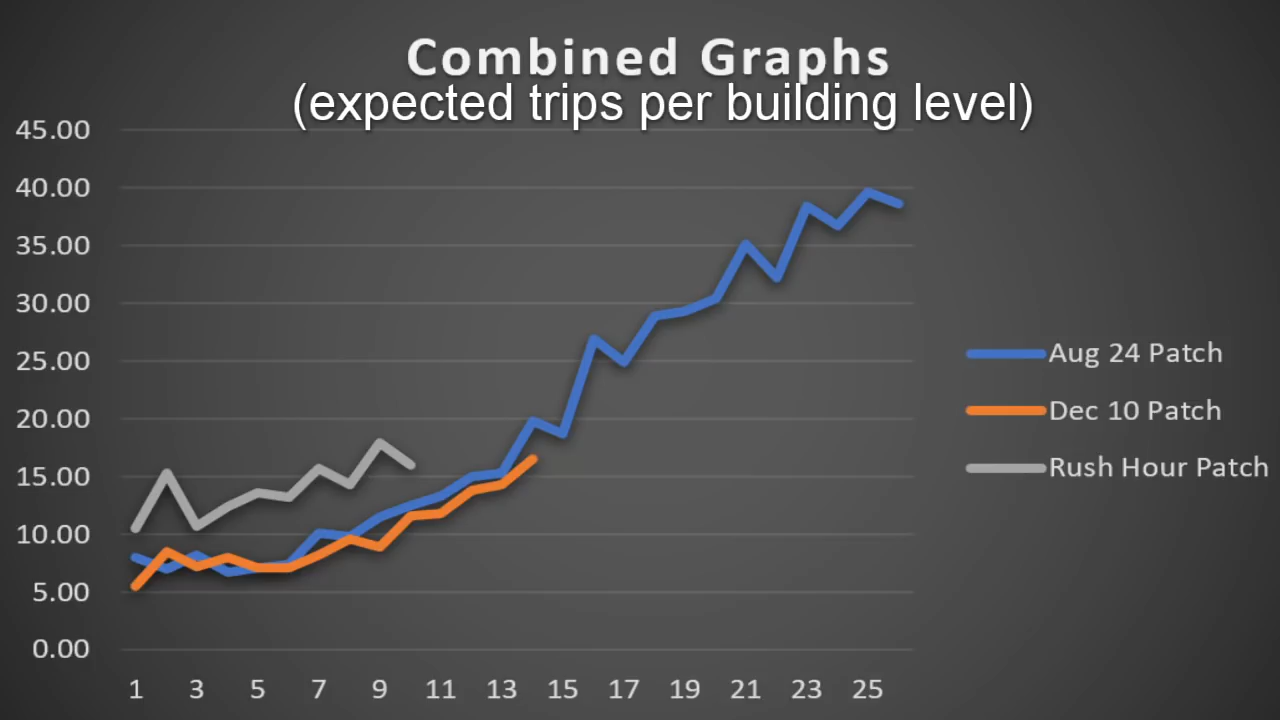 Combined Graphs
(expected trips per building level)
45.00
40.00
35.00
30.00
25.00
20.00
15.00
10.00
5.00
0.00
1 3 5 7 9 11 13 15 17 19 21 23 25
Aug 24 Patch
Dec 10 Patch
Rush Hour Patch